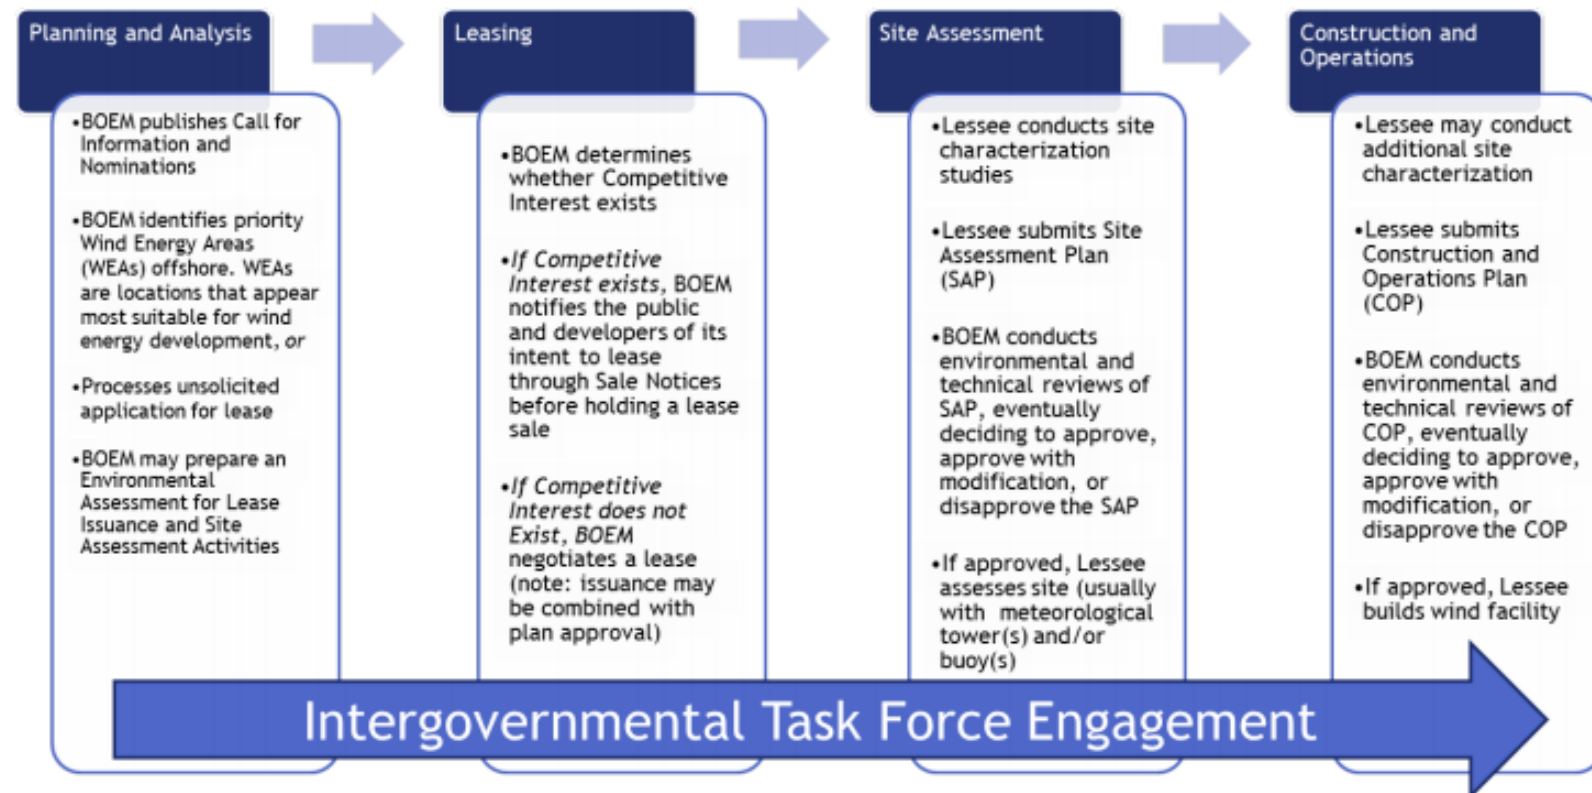 Planning and Analysis
•BOEM publishes Call for
Information and
Nominations
•BOEM identifies priority
Wind Energy Areas
(WEAs) offshore. WEAs
are locations that appear
most suitable for wind
energy development, or
•Processes unsolicited
application for lease
•BOEM may prepare an
Environmental
Assessment for Lease
Issuance and Site
Assessment Activities
Leasing
•BOEM determines
whether Competitive
Interest exists
•If Competitive
Interest exists, BOEM
notifies the public
and developers of its
intent to lease
through Sale Notices
before holding a lease
sale
•If Competitive
Interest does not
Exist, BOEM
negotiates a lease
(note: issuance may
be combined with
plan approval)
Site Assessment
•Lessee conducts site
characterization
studies
•Lessee submits Site
Assessment Plan
(SAP)
•BOEM conducts
environmental and
technical reviews of
SAP, eventually
deciding to approve,
approve with
modification, or
disapprove the SAP
•If approved, Lessee
assesses site (usually
with meteorological
tower(s) and/or
buoy(s)
Construction and
Operations
•Lessee may conduct
additional site
characterization
•Lessee submits
Construction and
Operations Plan
(COP)
•BOEM conducts
environmental and
technical reviews of
COP, eventually
deciding to approve,
approve with
modification, or
disapprove the COP
•If approved, Lessee
builds wind facility
Intergovernmental Task Force Engagement